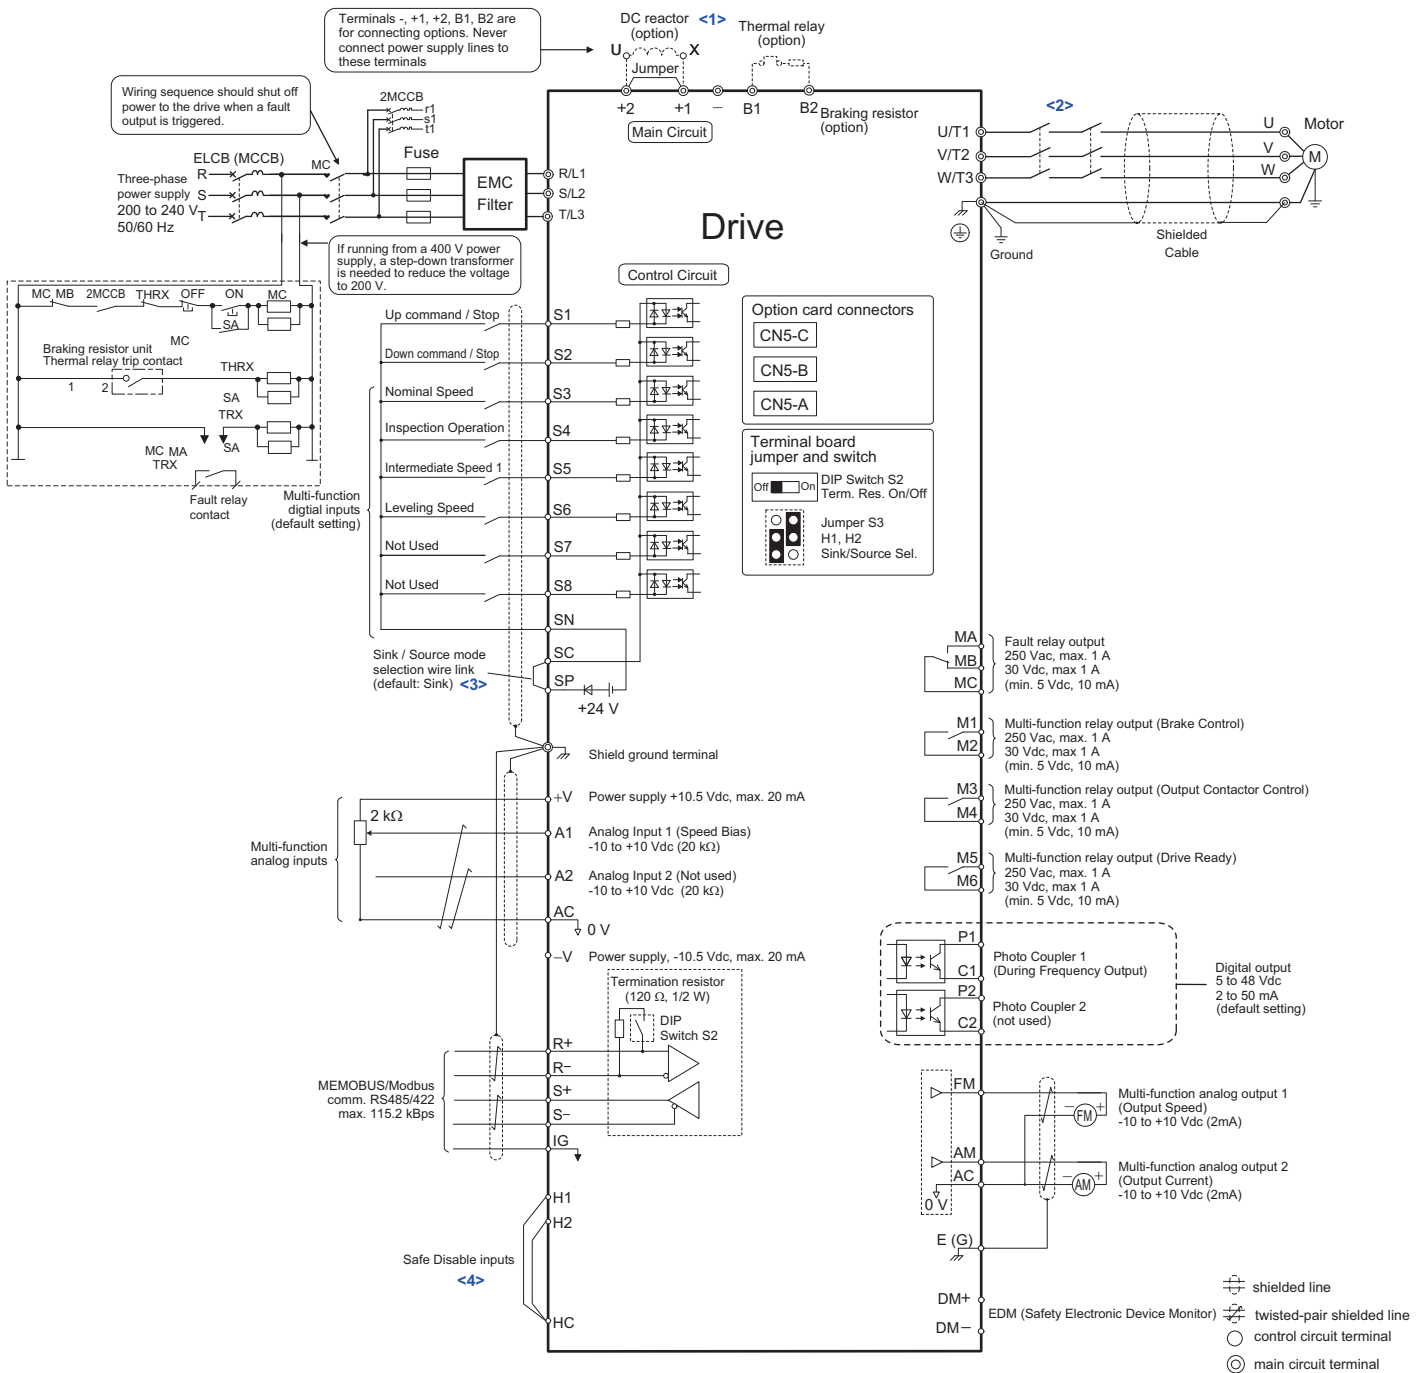 Terminals -, +1, +2, B1, B2 are
for connecting options. Never
connect power supply lines to
these terminals
DC reactor
(option)
<1>
Thermal relay
(option)
U
X
Jumper
+2
+1
–
B1
B2
Braking resistor
(option)
Main Circuit
Wiring sequence should shut off
power to the drive when a fault
output is triggered.
2MCCB
r1
s1
t1
ELCB (MCCB)
MC
Fuse
Three-phase
power supply
200 to 240 V
50/60 Hz
R
S
T
EMC
Filter
R/L1
S/L2
T/L3
Drive
<2>
U/T1
V/T2
W/T3
U
V
W
Motor
M
Ground
Shielded
Cable
If running from a 400 V power
supply, a step-down transformer
is needed to reduce the voltage
to 200 V.
MC MB
2MCCB
THRX
OFF
ON
MC
SA
MC
Braking resistor unit
Thermal relay trip contact
1
2
THRX
SA
TRX
MC MA
TRX
SA
Fault relay
contact
Control Circuit
Up command / Stop
S1
Down command / Stop
S2
Nominal Speed
S3
Inspection Operation
S4
Intermediate Speed 1
S5
Leveling Speed
S6
Not Used
S7
Not Used
S8
Multi-function
digtial inputs
(default setting)
SN
SC
SP
+24 V
Sink / Source mode
selection wire link
(default: Sink) <3>
Option card connectors
CN5-C
CN5-B
CN5-A
Terminal board
jumper and switch
Off
On
DIP Switch S2
Term. Res. On/Off
Jumper S3
H1, H2
Sink/Source Sel.
MA
MB
MC
Fault relay output
250 Vac, max. 1 A
30 Vdc, max 1 A
(min. 5 Vdc, 10 mA)
M1
M2
Multi-function relay output (Brake Control)
250 Vac, max. 1 A
30 Vdc, max 1 A
(min. 5 Vdc, 10 mA)
M3
M4
Multi-function relay output (Output Contactor Control)
250 Vac, max. 1 A
30 Vdc, max 1 A
(min. 5 Vdc, 10 mA)
M5
M6
Multi-function relay output (Drive Ready)
250 Vac, max. 1 A
30 Vdc, max 1 A
(min. 5 Vdc, 10 mA)
Shield ground terminal
+V
Power supply +10.5 Vdc, max. 20 mA
2 kΩ
A1
Analog Input 1 (Speed Bias)
-10 to +10 Vdc (20 kΩ)
Multi-function
analog inputs
A2
Analog Input 2 (Not used)
-10 to +10 Vdc (20 kΩ)
AC
0 V
–V
Power supply, -10.5 Vdc, max. 20 mA
P1
C1
Photo Coupler 1
(During Frequency Output)
P2
C2
Photo Coupler 2
(not used)
Digital output
5 to 48 Vdc
2 to 50 mA
(default setting)
Termination resistor
(120 Ω, 1/2 W)
DIP
Switch S2
R+
R–
S+
S–
IG
MEMOBUS/Modbus
comm. RS485/422
max. 115.2 kBps
FM
FM
– +
Multi-function analog output 1
(Output Speed)
-10 to +10 Vdc (2mA)
AM
AC
0 V
AM
– +
Multi-function analog output 2
(Output Current)
-10 to +10 Vdc (2mA)
E (G)
H1
H2
Safe Disable inputs
<4>
HC
DM+
DM–
EDM (Safety Electronic Device Monitor)
shielded line
twisted-pair shielded line
control circuit terminal
main circuit terminal